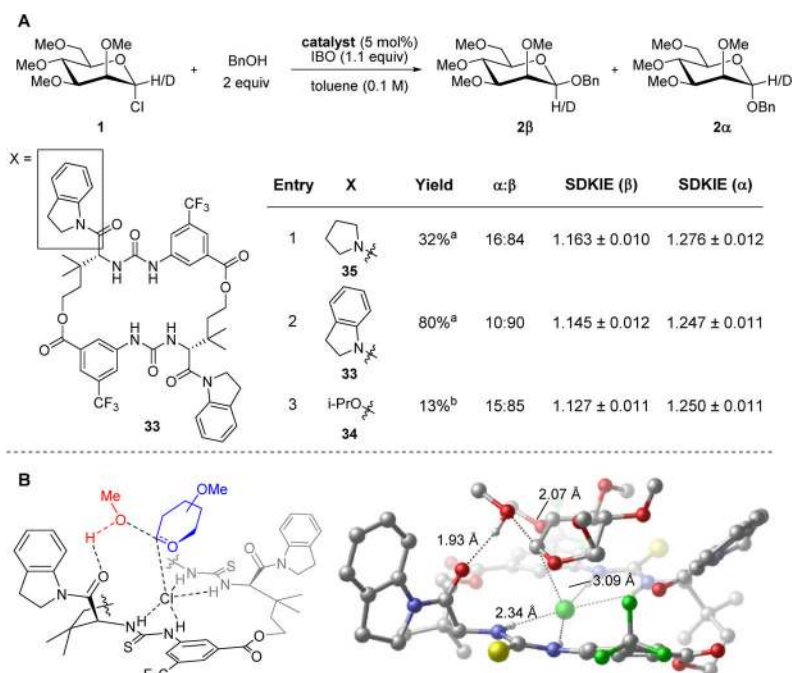 A
MeO OMe
MeO
MeO
H/D
Cl
1
+
BnOH
2 equiv
catalyst (5 mol%)
IBO (1.1 equiv)
toluene (0.1 M)
MeO OMe
MeO
MeO
OBn
H/D
2β
+
MeO OMe
MeO
MeO
H/D
OBn
2α
X =
N
O
CF₃
N H
O
N H
O
O
O
O
N H
O
N H
O
N
CF₃
33
Entry X Yield α:β SDKIE (β) SDKIE (α)
1 N 35 32%ᵃ 16:84 1.163 ± 0.010 1.276 ± 0.012
2 N 33 80%ᵃ 10:90 1.145 ± 0.012 1.247 ± 0.011
3 i-PrO 34 13%ᵇ 15:85 1.127 ± 0.011 1.250 ± 0.011
B
Me
H O
OMe
O
N
O
S
N H
N H
O
N
Cl
N H
S
N H
O
O
2.07 Å
1.93 Å
3.09 Å
2.34 Å